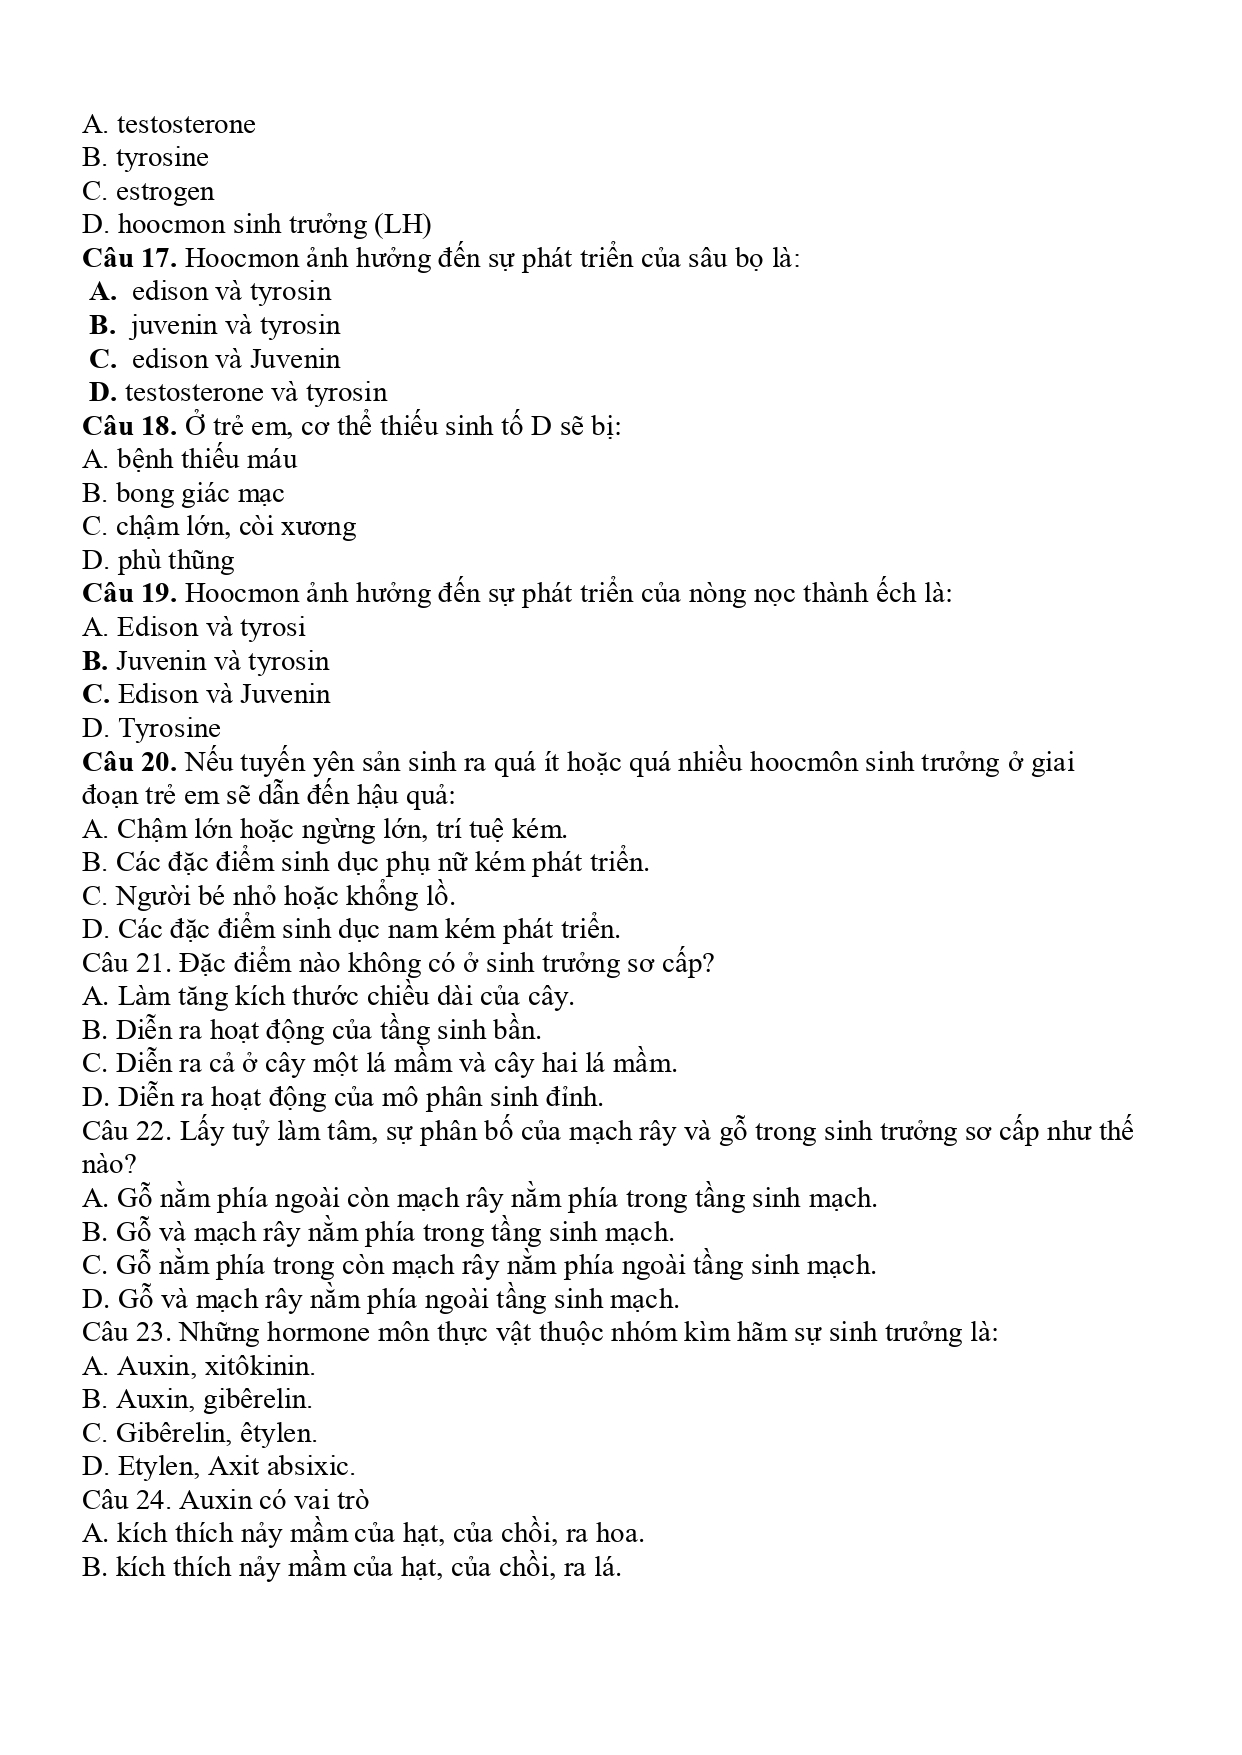 A. testosterone
B. tyrosine
C. estrogen
D. hoocmon sinh trưởng (LH)
Câu 17. Hoocmon ảnh hưởng đến sự phát triển của sâu bọ là:
A. edison và tyrosin
B. juvenin và tyrosin
C. edison và Juvenin
D. testosterone và tyrosin
Câu 18. Ở trẻ em, cơ thể thiếu sinh tố D sẽ bị:
A. bệnh thiếu máu
B. bong giác mạc
C. chậm lớn, còi xương
D. phù thũng
Câu 19. Hoocmon ảnh hưởng đến sự phát triển của nòng nọc thành ếch là:
A. Edison và tyrosi
B. Juvenin và tyrosin
C. Edison và Juvenin
D. Tyrosine
Câu 20. Nếu tuyến yên sản sinh ra quá ít hoặc quá nhiều hoocmôn sinh trưởng ở giai
đoạn trẻ em sẽ dẫn đến hậu quả:
A. Chậm lớn hoặc ngừng lớn, trí tuệ kém.
B. Các đặc điểm sinh dục phụ nữ kém phát triển.
C. Người bé nhỏ hoặc khổng lồ.
D. Các đặc điểm sinh dục nam kém phát triển.
Câu 21. Đặc điểm nào không có ở sinh trưởng sơ cấp?
A. Làm tăng kích thước chiều dài của cây.
B. Diễn ra hoạt động của tầng sinh bần.
C. Diễn ra cả ở cây một lá mầm và cây hai lá mầm.
D. Diễn ra hoạt động của mô phân sinh đỉnh.
Câu 22. Lấy tuỷ làm tâm, sự phân bố của mạch rây và gỗ trong sinh trưởng sơ cấp như thế
nào?
A. Gỗ nằm phía ngoài còn mạch rây nằm phía trong tầng sinh mạch.
B. Gỗ và mạch rây nằm phía trong tầng sinh mạch.
C. Gỗ nằm phía trong còn mạch rây nằm phía ngoài tầng sinh mạch.
D. Gỗ và mạch rây nằm phía ngoài tầng sinh mạch.
Câu 23. Những hormone môn thực vật thuộc nhóm kìm hãm sự sinh trưởng là:
A. Auxin, xitôkinin.
B. Auxin, gibêrelin.
C. Gibêrelin, êtylen.
D. Etylen, Axit absixic.
Câu 24. Auxin có vai trò
A. kích thích nảy mầm của hạt, của chồi, ra hoa.
B. kích thích nảy mầm của hạt, của chồi, ra lá.